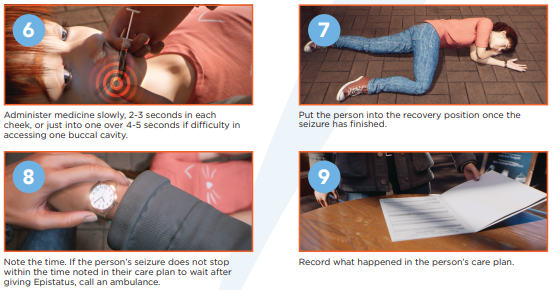 6
Administer medicine slowly, 2-3 seconds in each
cheek, or just into one over 4-5 seconds if difficulty in
accessing one buccal cavity.
7
Put the person into the recovery position once the
seizure has finished.
8
Note the time. If the person's seizure does not stop
within the time noted in their care plan to wait after
giving Epistatus, call an ambulance.
9
Record what happened in the person's care plan.